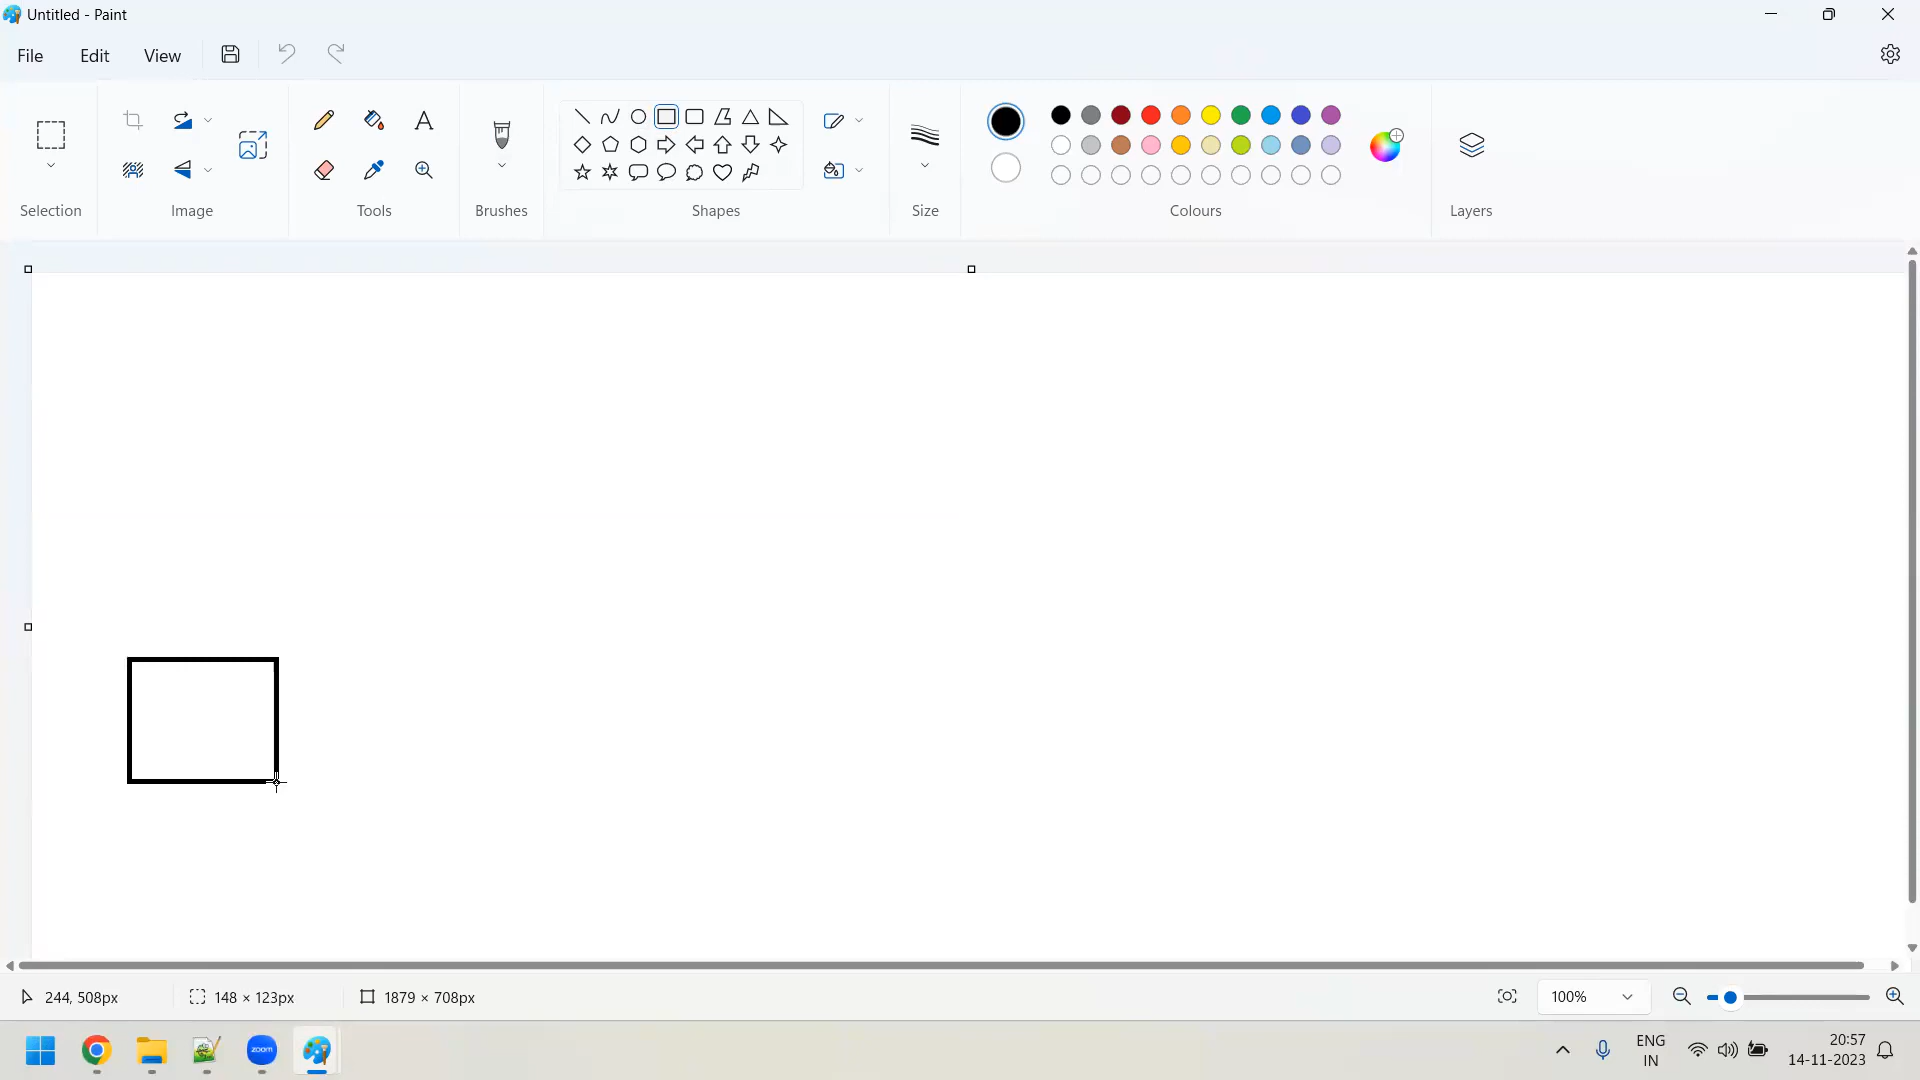 Untitled - Paint
File Edit View
Selection Image Tools Brushes Shapes Size Colours Layers
244, 508px 148 × 123px 1879 × 708px 100%
zoom
ENG
IN
20:57
14-11-2023